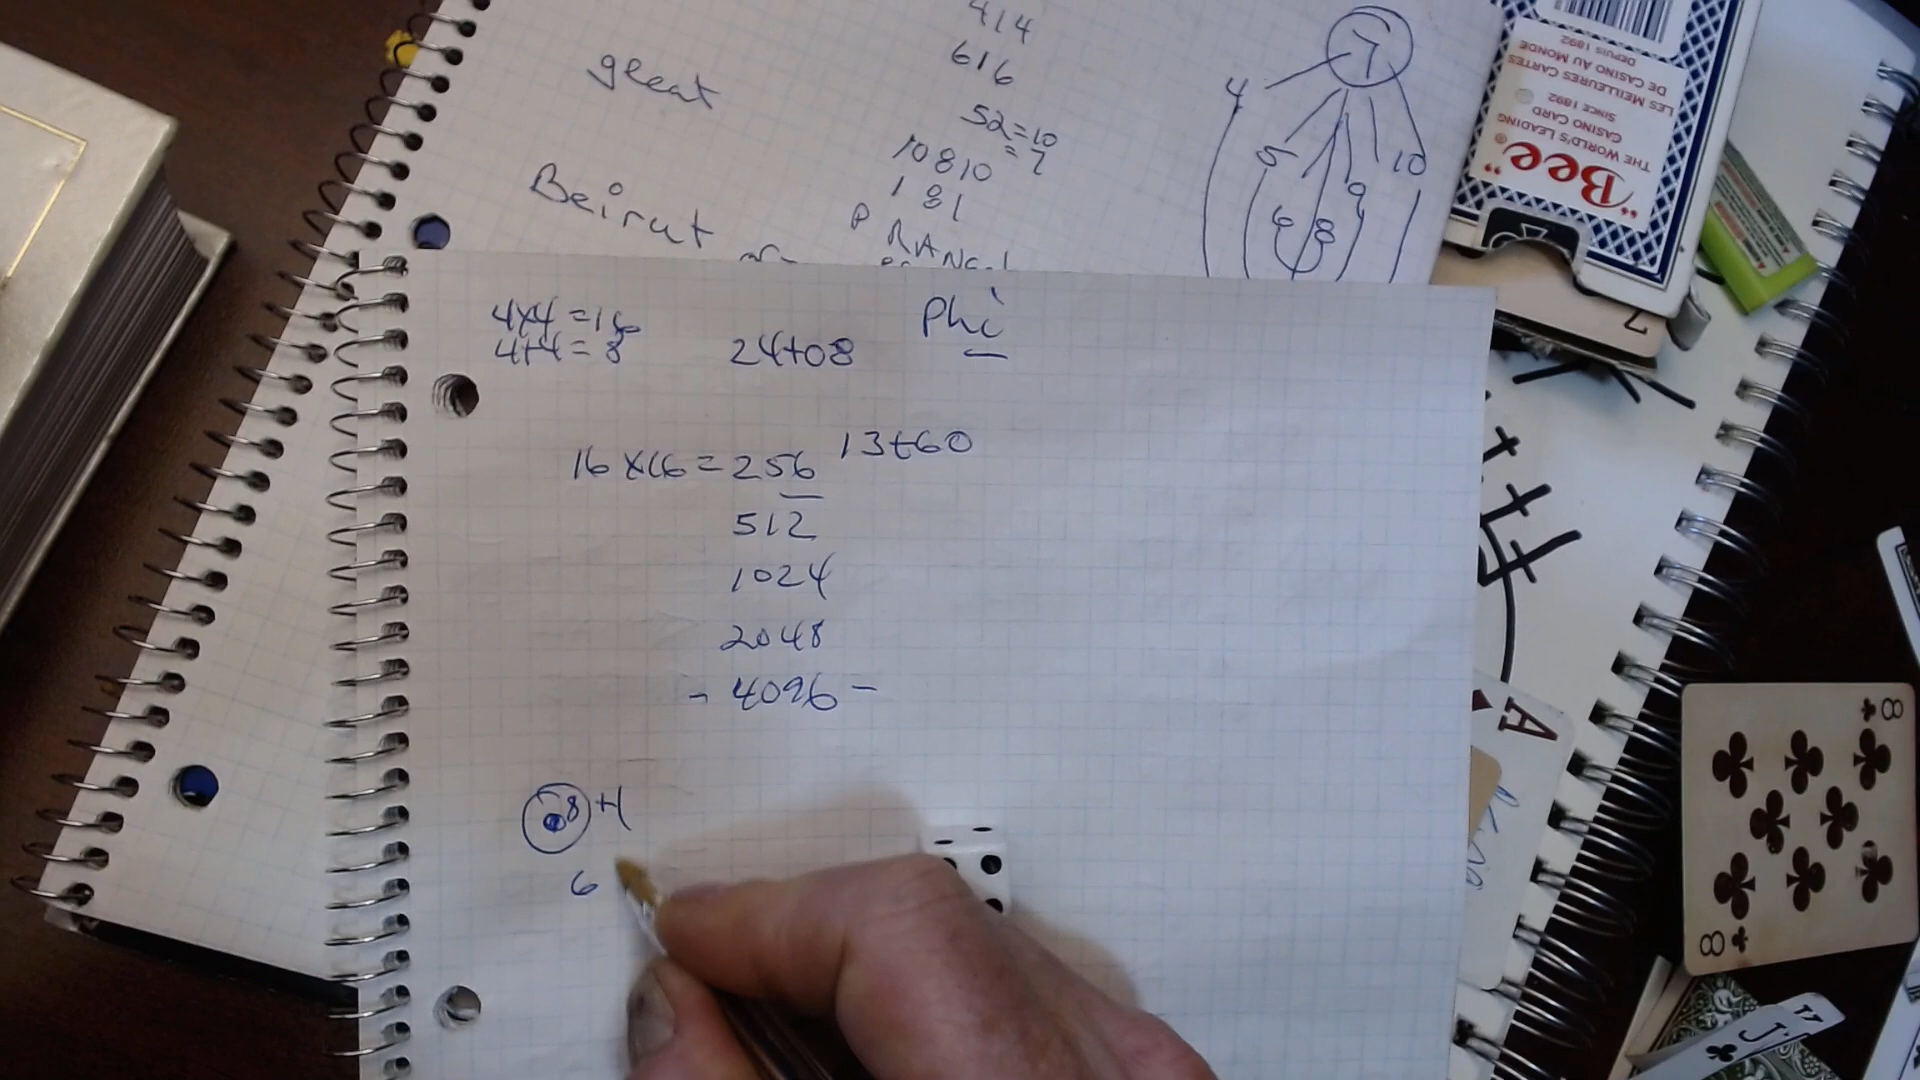 414
616
great
52=10
=7
10810
181
Beirut
7
4
5
6
8
9
10
4x4=16
4+4=8
24+08
Phi
16x16=256
13+60
512
1024
2048
- 4096 -
8+1
6
"Bee"®
THE WORLD'S LEADING
CASINO CARD
SINCE 1892
LES MEILLEURES CARTES
DE CASINO AU MONDE
DEPUIS 1892
7
A
8
8
J